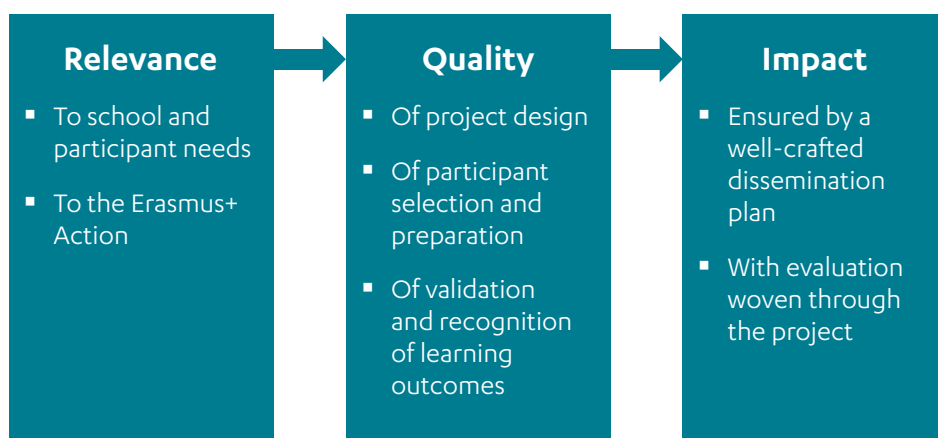 Relevance
▪ To school and
participant needs
▪ To the Erasmus+
Action
Quality
▪ Of project design
▪ Of participant
selection and
preparation
▪ Of validation
and recognition
of learning
outcomes
Impact
▪ Ensured by a
well-crafted
dissemination
plan
▪ With evaluation
woven through
the project